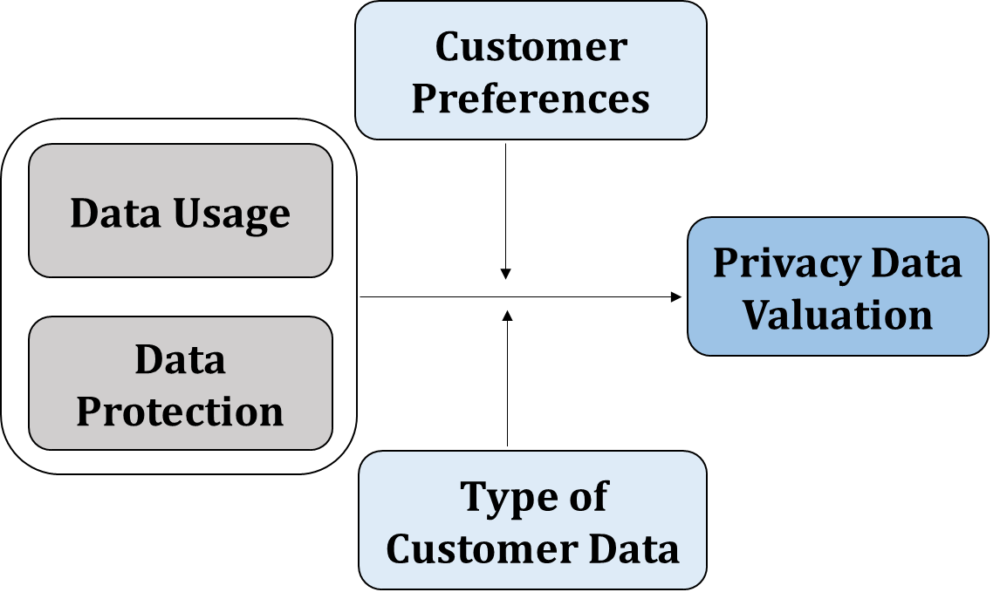 Customer
Preferences
Data Usage
Data
Protection
Privacy Data
Valuation
Type of
Customer Data